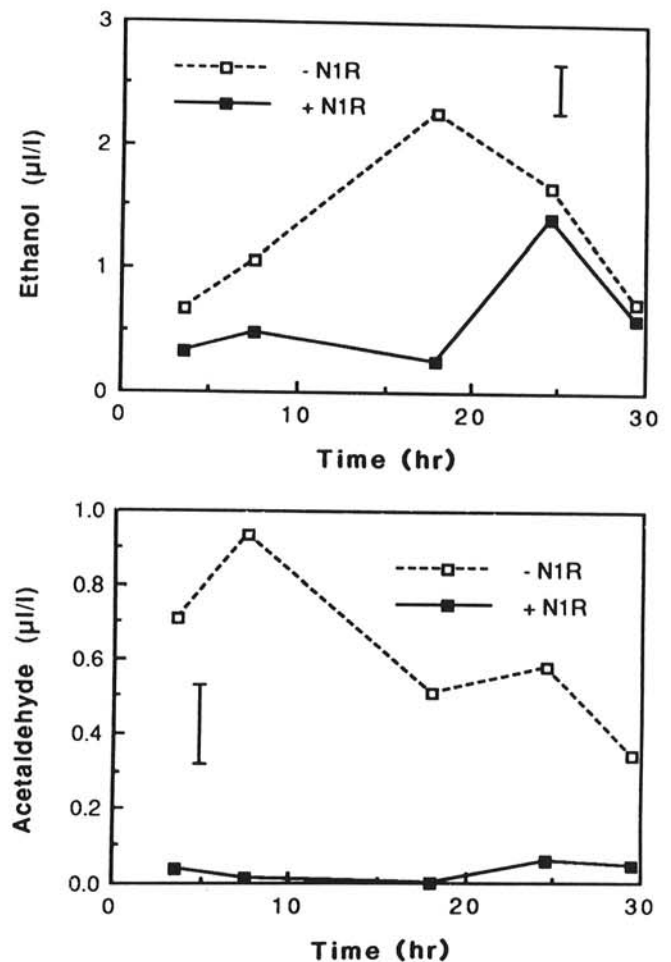 3
- N1R
+ N1R
2
Ethanol (µl/l)
1
0
0 10 20 30
Time (hr)
1.0
- N1R
0.8
+ N1R
0.6
Acetaldehyde (µl/l)
0.4
0.2
0.0
0 10 20 30
Time (hr)